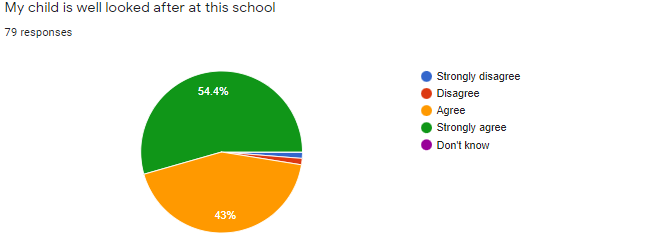 My child is well looked after at this school
79 responses
54.4%
43%
Strongly disagree
Disagree
Agree
Strongly agree
Don't know